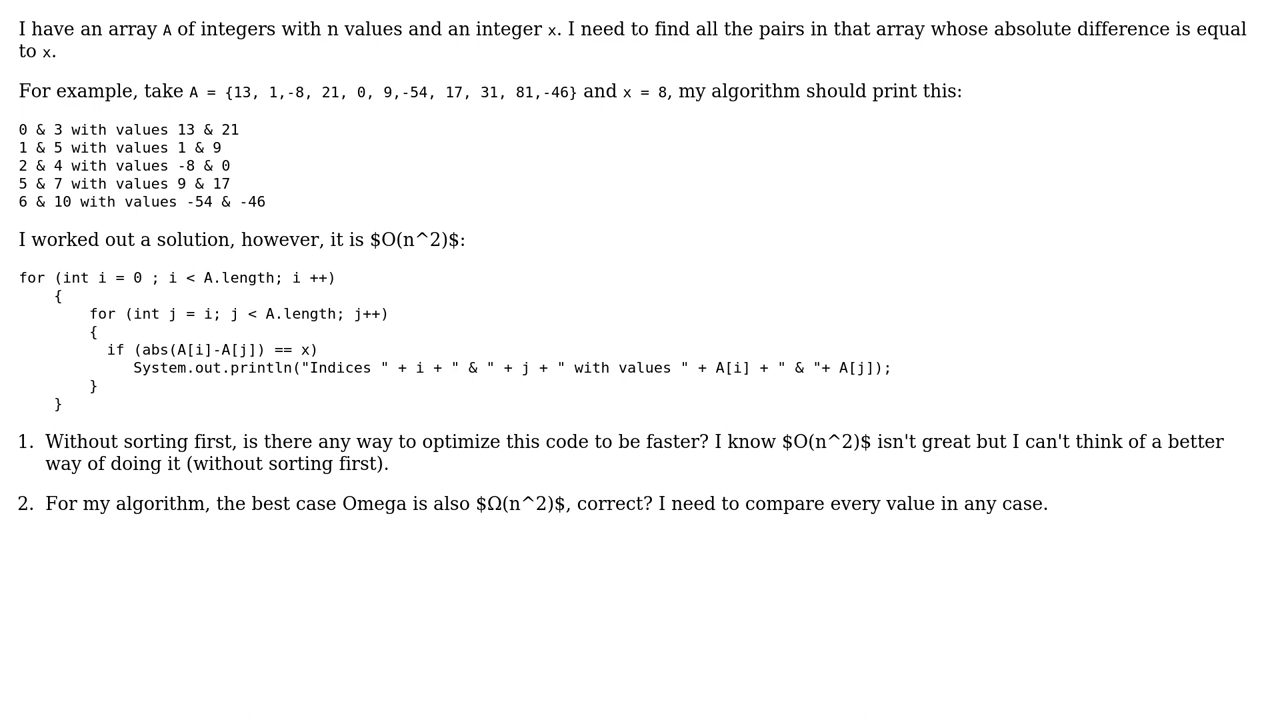 I have an array A of integers with n values and an integer x. I need to find all the pairs in that array whose absolute difference is equal
to x.
For example, take A = {13, 1,-8, 21, 0, 9,-54, 17, 31, 81,-46} and x = 8, my algorithm should print this:
0 & 3 with values 13 & 21
1 & 5 with values 1 & 9
2 & 4 with values -8 & 0
5 & 7 with values 9 & 17
6 & 10 with values -54 & -46
I worked out a solution, however, it is $O(n^2)$:
for (int i = 0 ; i < A.length; i ++)
    {
        for (int j = i; j < A.length; j++)
        {
          if (abs(A[i]-A[j]) == x)
             System.out.println("Indices " + i + " & " + j + " with values " + A[i] + " & "+ A[j]);
        }
    }
1. Without sorting first, is there any way to optimize this code to be faster? I know $O(n^2)$ isn't great but I can't think of a better
way of doing it (without sorting first).
2. For my algorithm, the best case Omega is also $Ω(n^2)$, correct? I need to compare every value in any case.